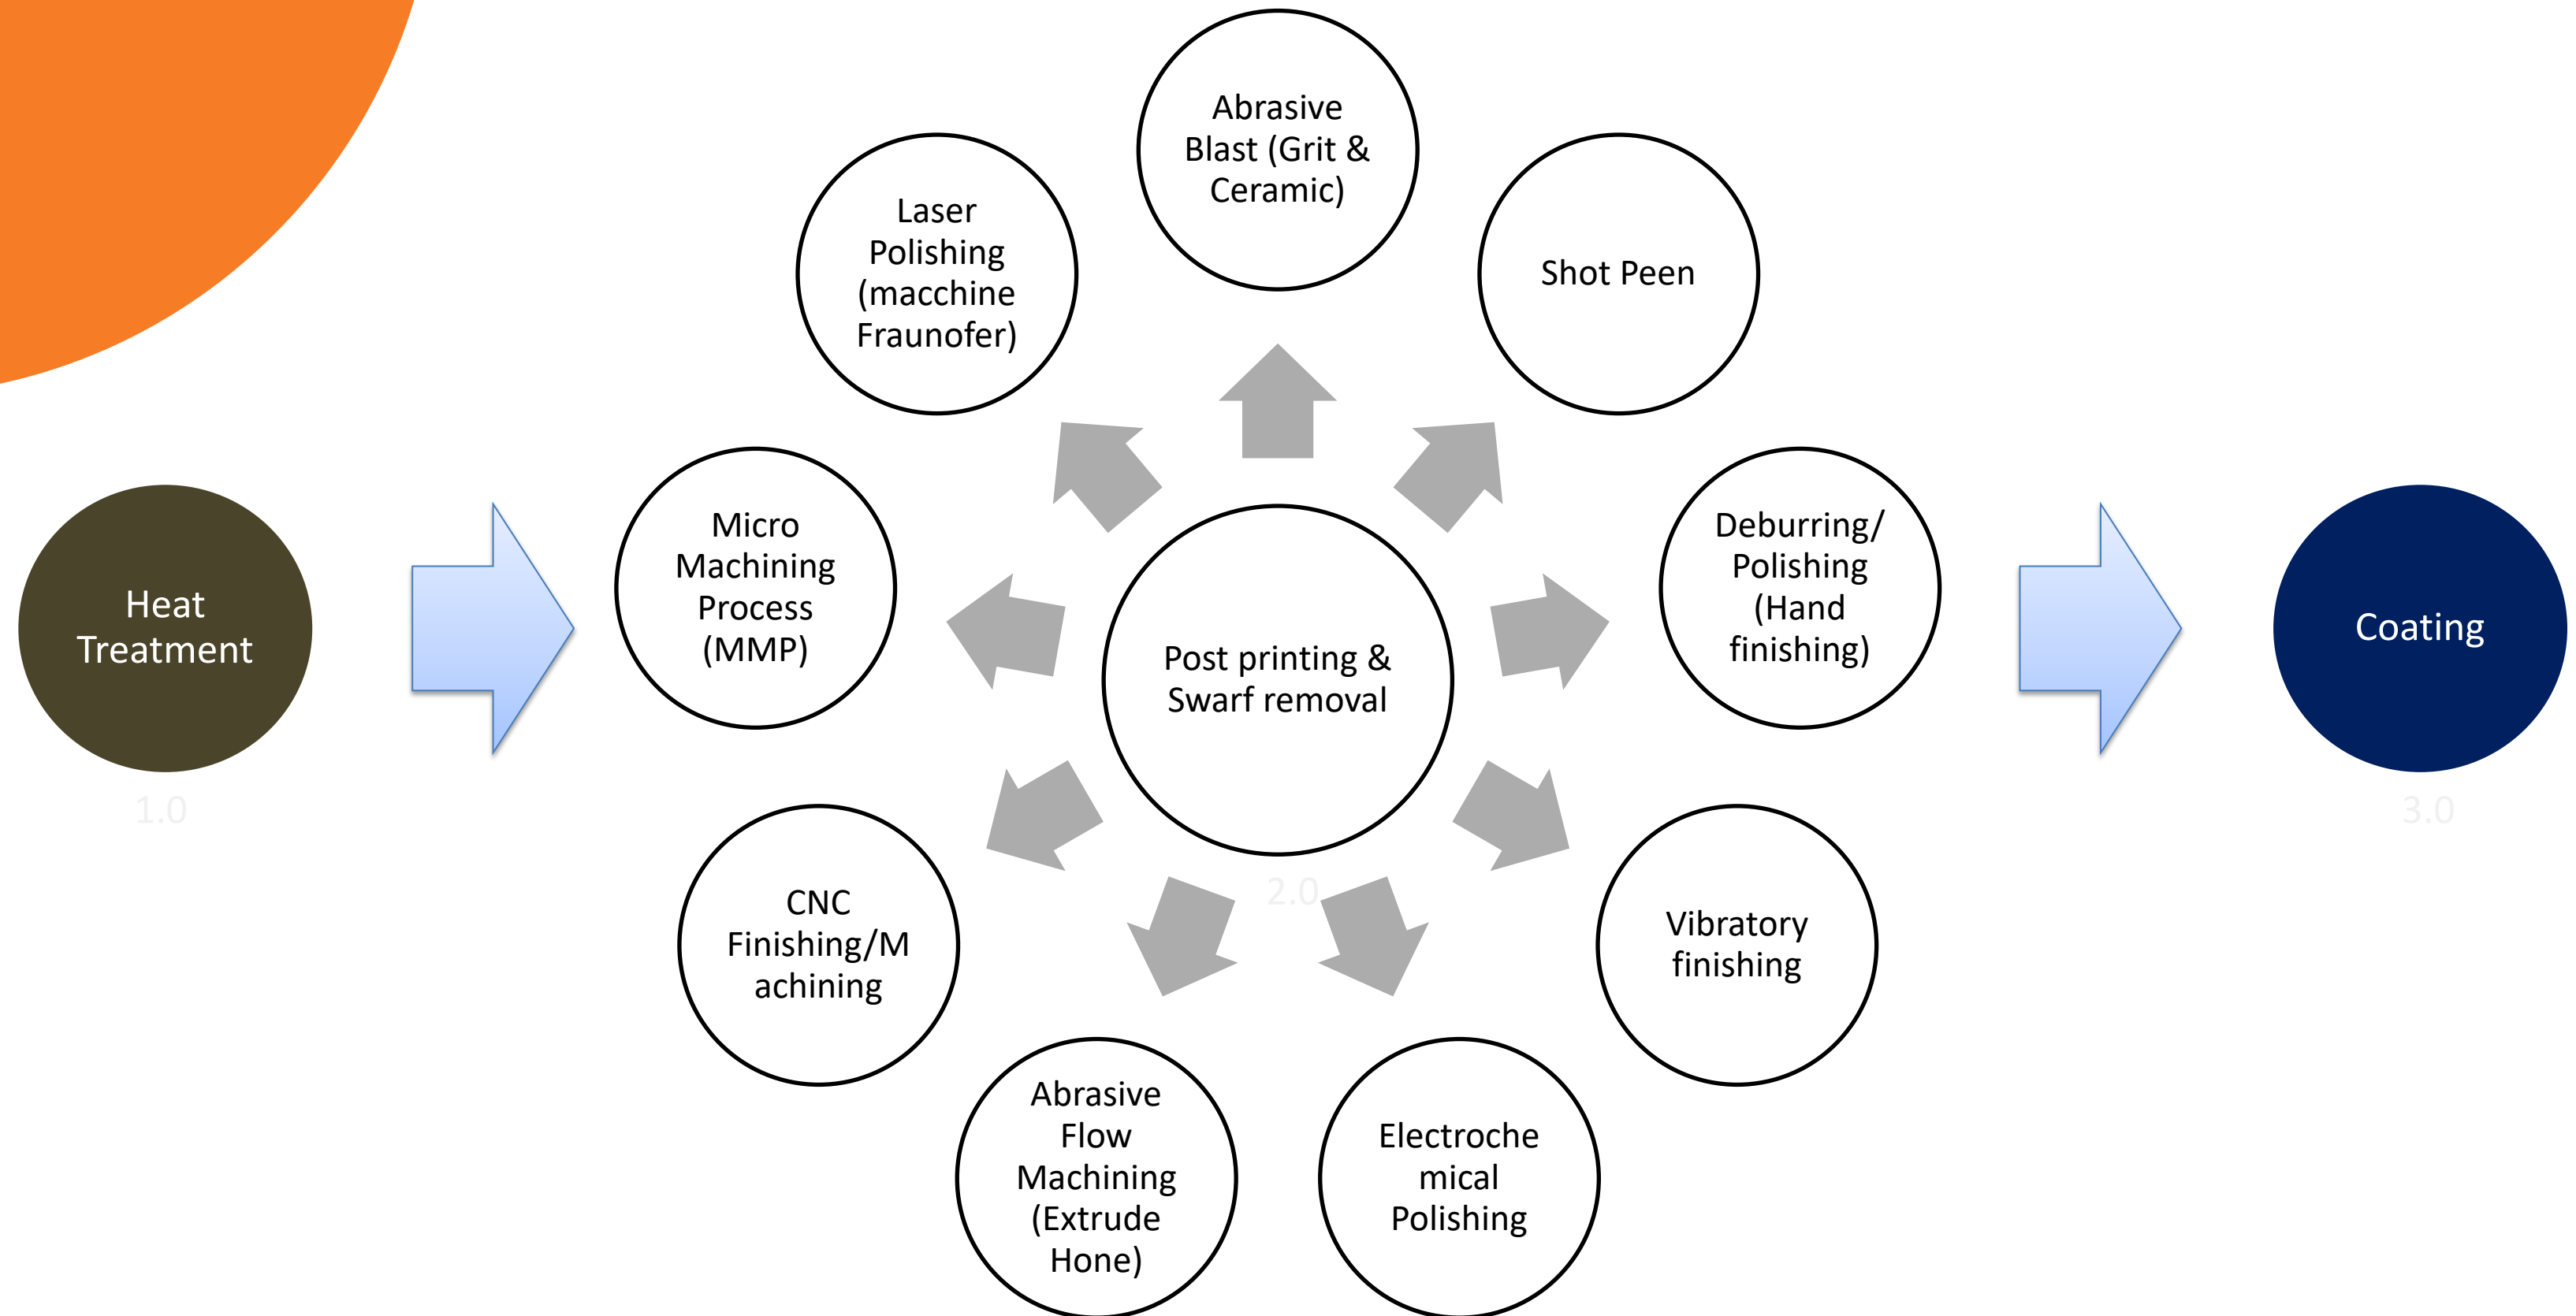 Abrasive
Blast (Grit &
Ceramic)
Laser
Polishing
(macchine
Fraunofer)
Shot Peen
Micro
Machining
Process
(MMP)
Deburring/
Polishing
(Hand
finishing)
Heat
Treatment
1.0
Post printing &
Swarf removal
2.0
Coating
3.0
CNC
Finishing/M
achining
Vibratory
finishing
Abrasive
Flow
Machining
(Extrude
Hone)
Electroche
mical
Polishing